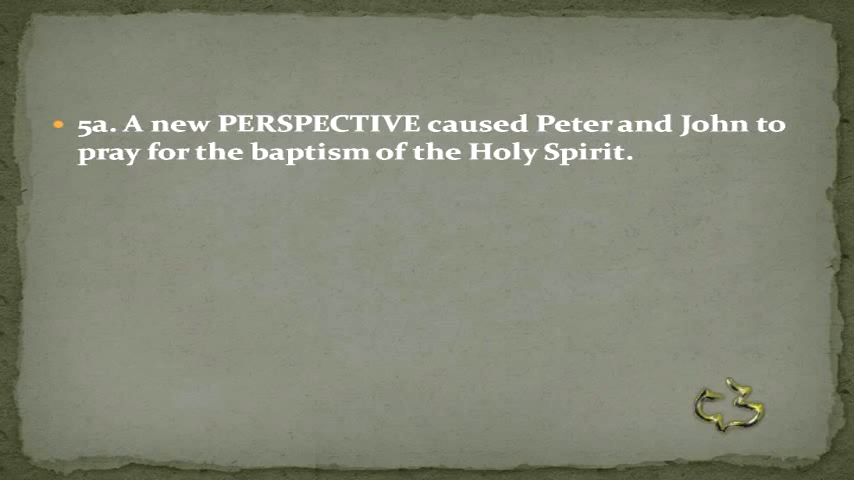 • 5a. A new PERSPECTIVE caused Peter and John to
pray for the baptism of the Holy Spirit.